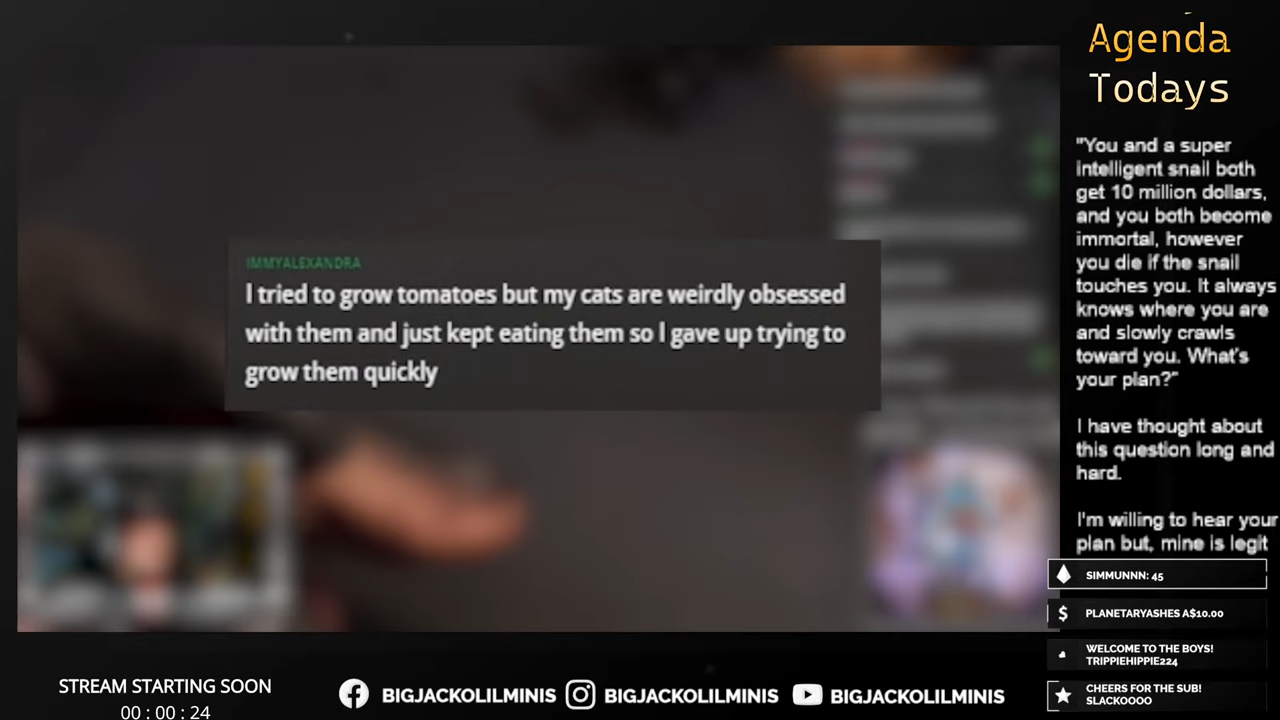 Agenda
Todays
IMMYALEXANDRA
I tried to grow tomatoes but my cats are weirdly obsessed
with them and just kept eating them so I gave up trying to
grow them quickly
"You and a super
intelligent snail both
get 10 million dollars,
and you both become
immortal, however
you die if the snail
touches you. It always
knows where you are
and slowly crawls
toward you. What's
your plan?"
I have thought about
this question long and
hard.
I'm willing to hear your
plan but, mine is legit
SIMMUNNN: 45
$ PLANETARYASHES A$10.00
WELCOME TO THE BOYS!
TRIPPIEHIPPIE224
CHEERS FOR THE SUB!
SLACKOOOO
STREAM STARTING SOON
00 : 00 : 24
BIGJACKOLILMINIS
BIGJACKOLILMINIS
BIGJACKOLILMINIS